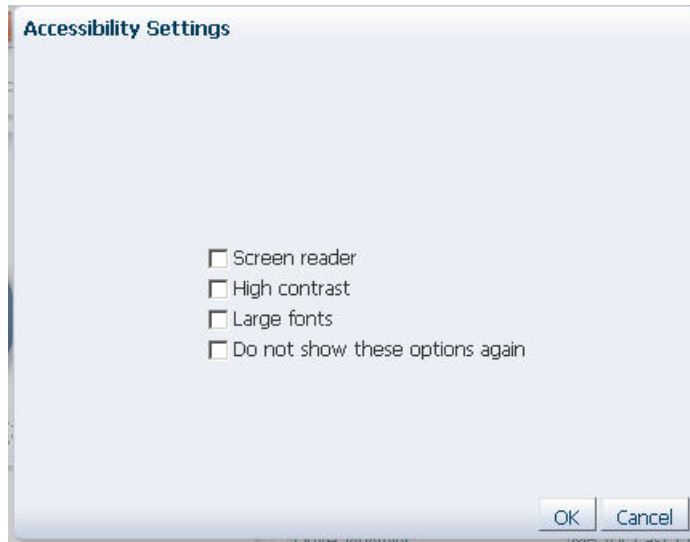 Accessibility Settings
Screen reader
High contrast
Large fonts
Do not show these options again
OK Cancel